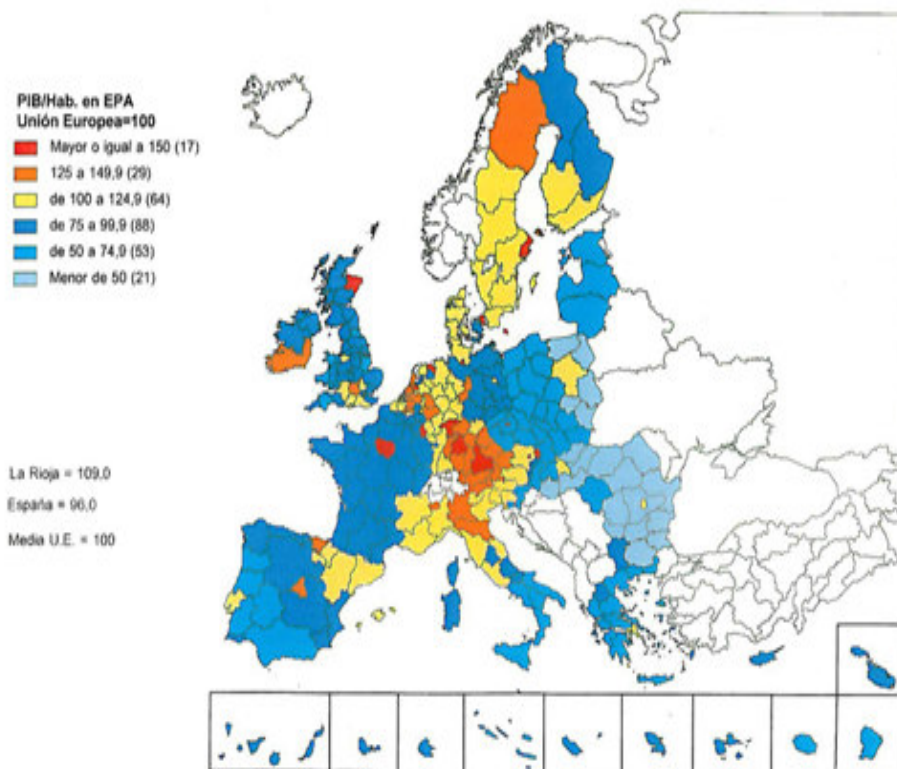 PIB/Hab. en EPA
Unión Europea=100
Mayor o igual a 150 (17)
125 a 149,9 (29)
de 100 a 124,9 (64)
de 75 a 99,9 (88)
de 50 a 74,9 (53)
Menor de 50 (21)
La Rioja = 109,0
España = 96,0
Media U.E. = 100